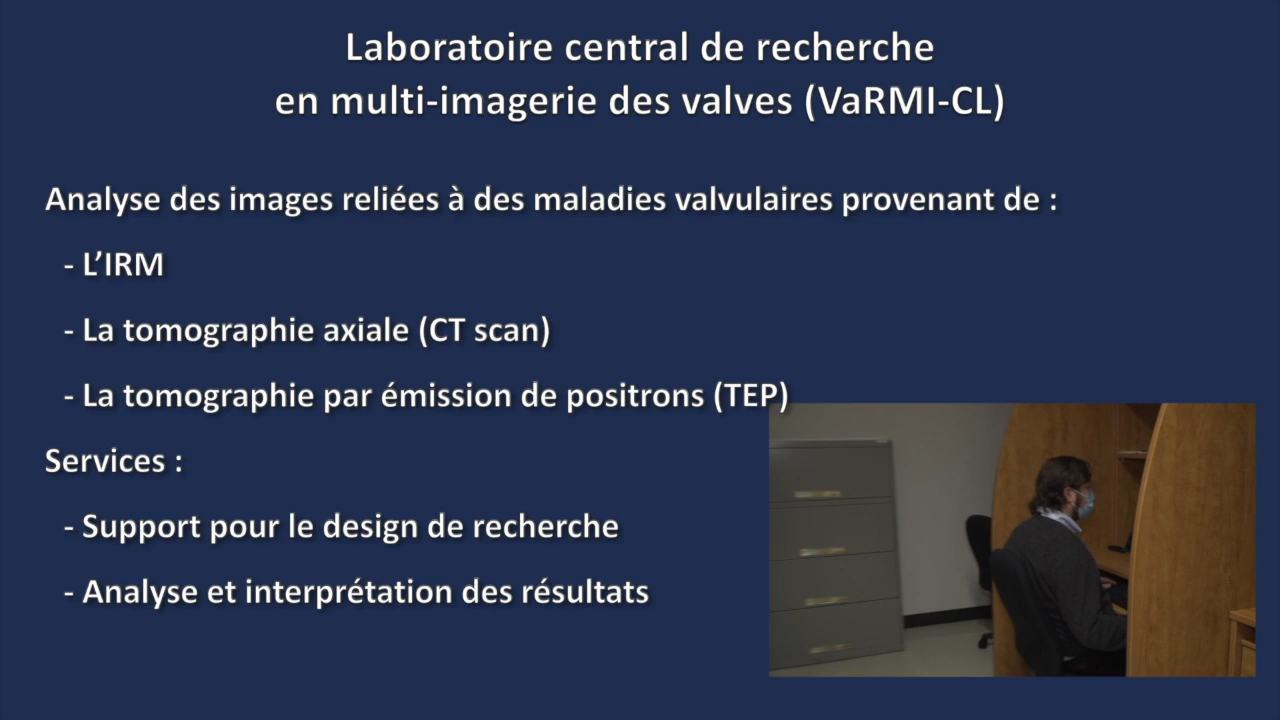 Laboratoire central de recherche
en multi-imagerie des valves (VaRMI-CL)
Analyse des images reliées à des maladies valvulaires provenant de :
- L’IRM
- La tomographie axiale (CT scan)
- La tomographie par émission de positrons (TEP)
Services :
- Support pour le design de recherche
- Analyse et interprétation des résultats